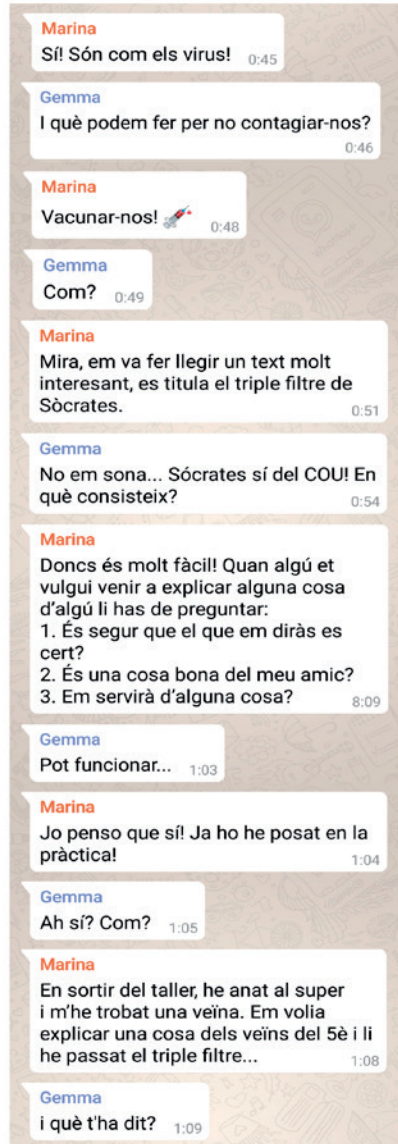 Marina
Sí! Són com els virus! 0:45
Gemma
I què podem fer per no contagiar-nos?
0:46
Marina
Vacunar-nos! 💉 0:48
Gemma
Com? 0:49
Marina
Mira, em va fer llegir un text molt
interesant, es titula el triple filtre de
Sòcrates. 0:51
Gemma
No em sona... Sócrates sí del COU! En
què consisteix? 0:54
Marina
Doncs és molt fàcil! Quan algú et
vulgui venir a explicar alguna cosa
d'algú li has de preguntar:
1. És segur que el que em diràs es
cert?
2. És una cosa bona del meu amic?
3. Em servirà d'alguna cosa? 8:09
Gemma
Pot funcionar... 1:03
Marina
Jo penso que sí! Ja ho he posat en la
pràctica! 1:04
Gemma
Ah sí? Com? 1:05
Marina
En sortir del taller, he anat al super
i m'he trobat una veïna. Em volia
explicar una cosa dels veïns del 5è i li
he passat el triple filtre... 1:08
Gemma
i què t'ha dit? 1:09